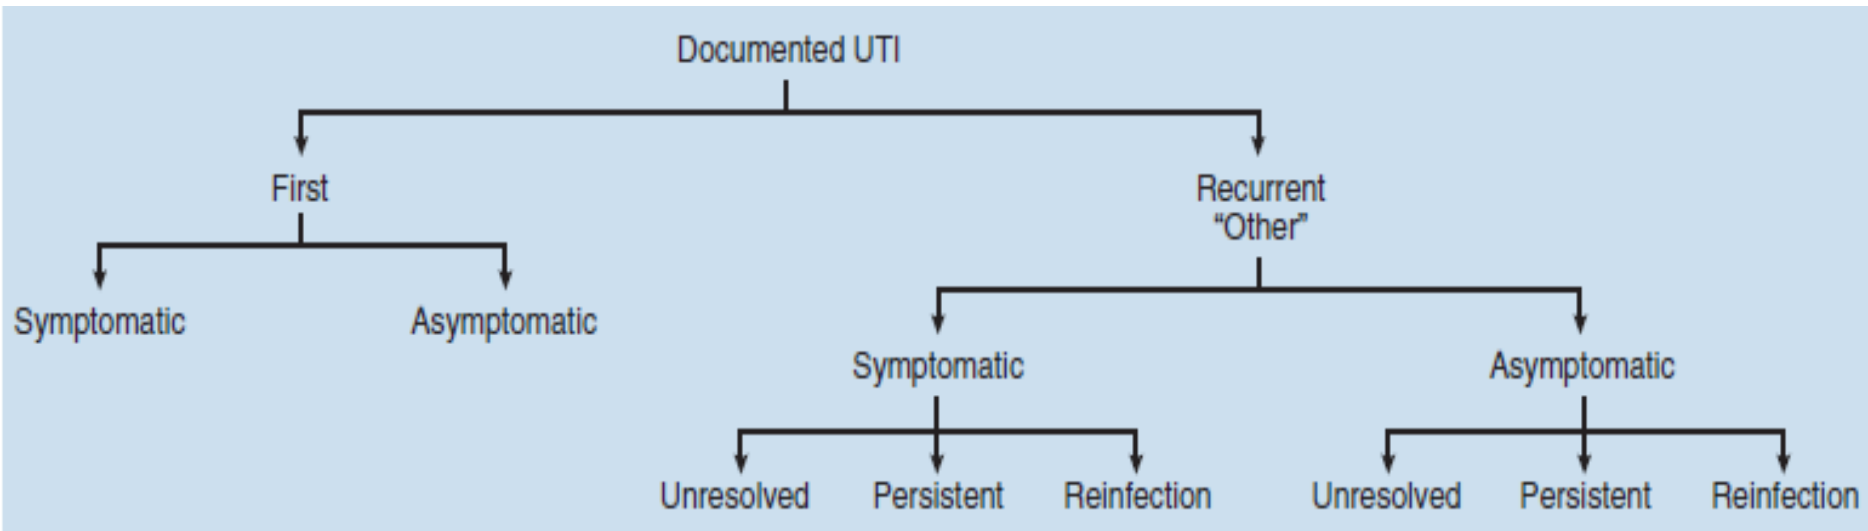 Documented UTI
First
Recurrent
“Other”
Symptomatic
Asymptomatic
Symptomatic
Asymptomatic
Unresolved
Persistent
Reinfection
Unresolved
Persistent
Reinfection